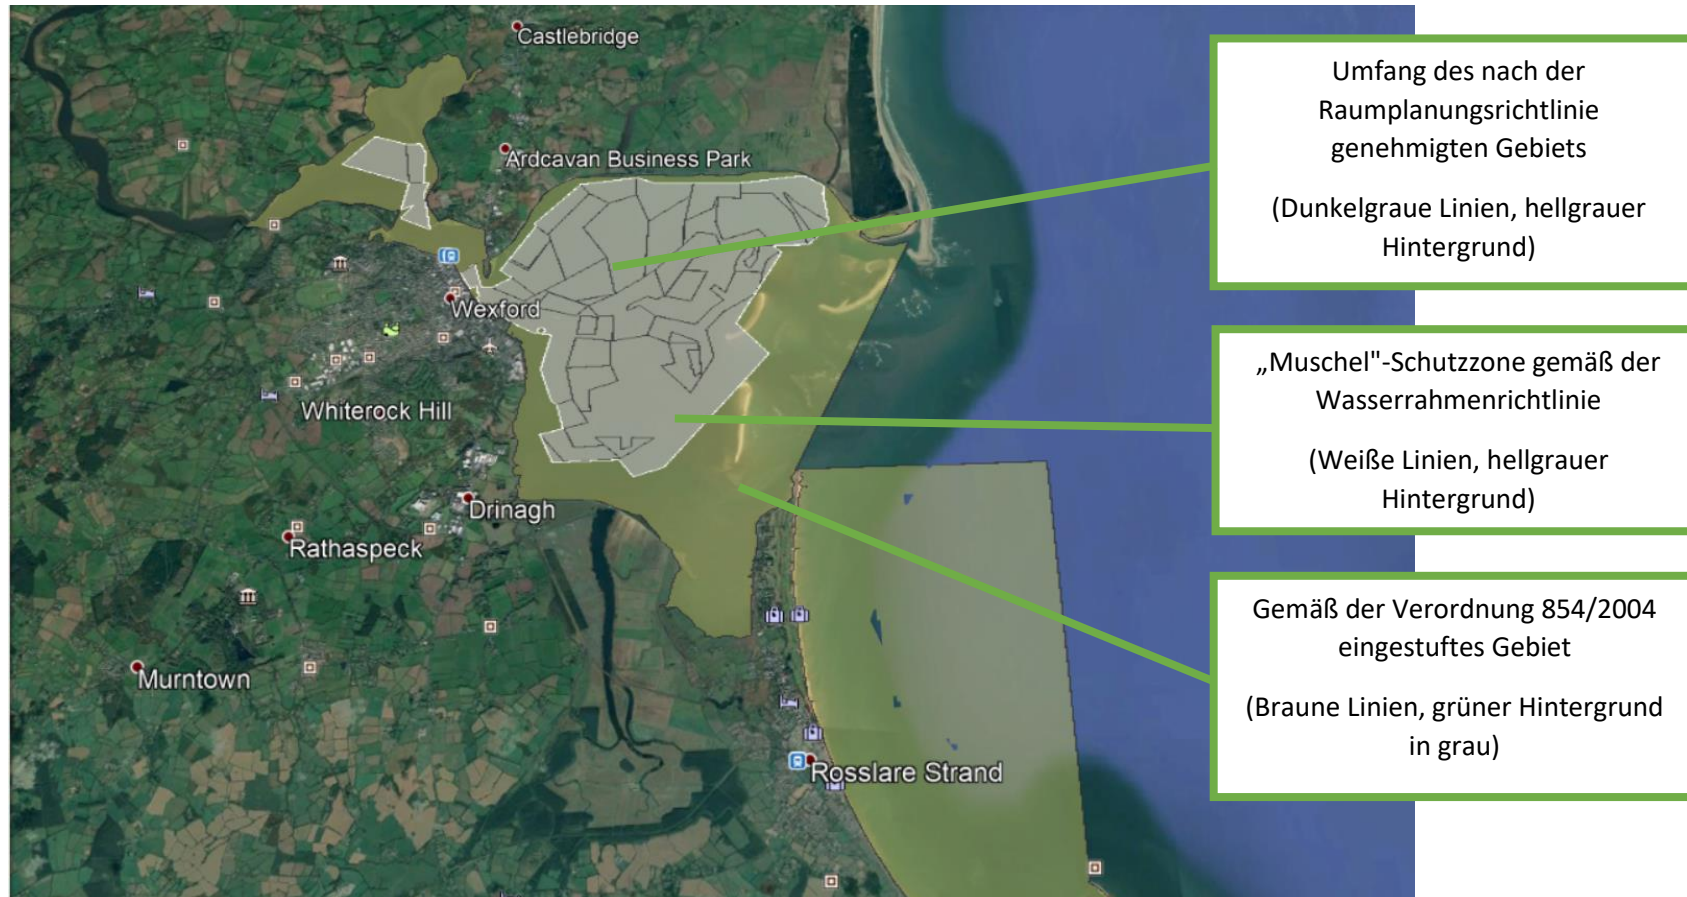 Castlebridge
Ardcavan Business Park
Wexford
Whiterock Hill
Drinagh
Rathaspeck
Murntown
Rosslare Strand
Umfang des nach der
Raumplanungsrichtlinie
genehmigten Gebiets
(Dunkelgraue Linien, hellgrauer
Hintergrund)
„Muschel"-Schutzzone gemäß der
Wasserrahmenrichtlinie
(Weiße Linien, hellgrauer
Hintergrund)
Gemäß der Verordnung 854/2004
eingestuftes Gebiet
(Braune Linien, grüner Hintergrund
in grau)